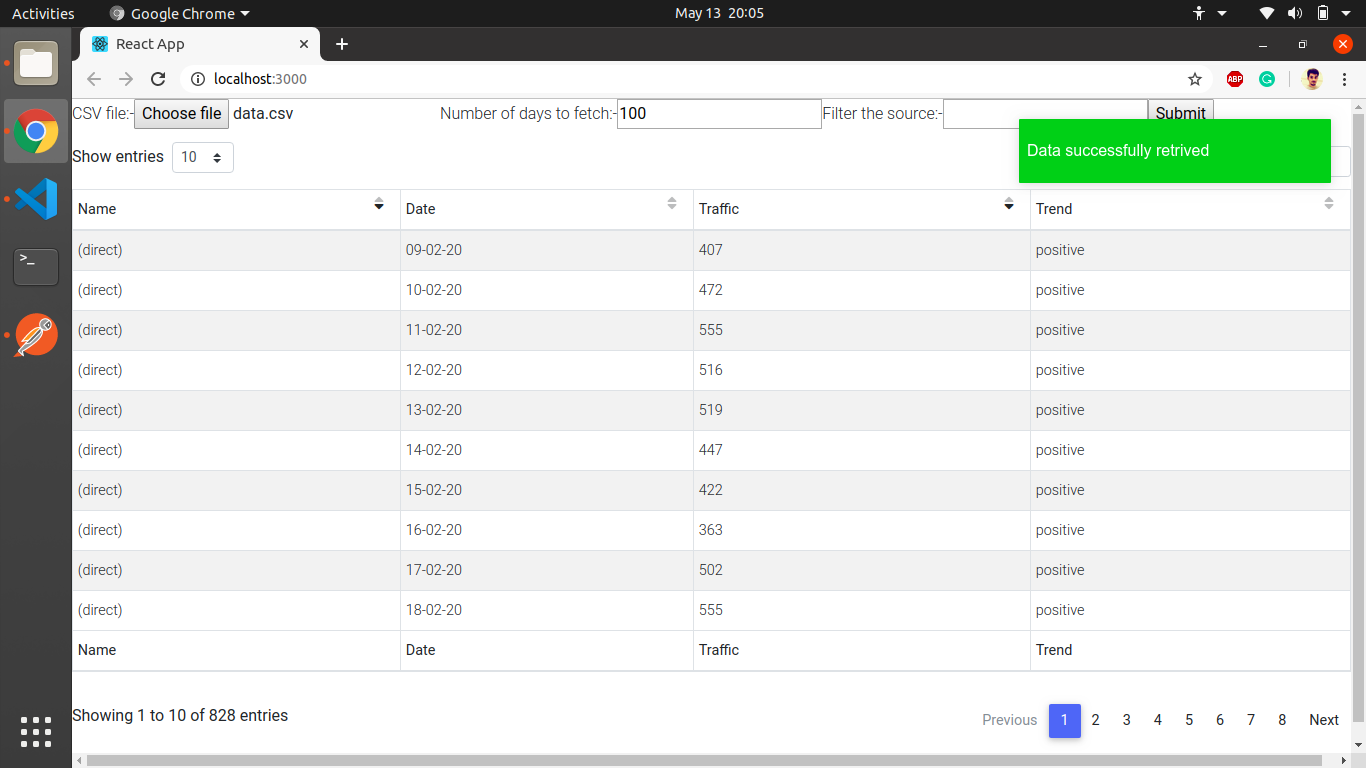 Activities Google Chrome May 13 20:05
React App
localhost:3000 ABP
CSV file:- Choose file data.csv Number of days to fetch:- 100 Filter the source:- Submit
Data successfully retrived
Show entries 10
Name Date Traffic Trend
(direct) 09-02-20 407 positive
(direct) 10-02-20 472 positive
(direct) 11-02-20 555 positive
(direct) 12-02-20 516 positive
(direct) 13-02-20 519 positive
(direct) 14-02-20 447 positive
(direct) 15-02-20 422 positive
(direct) 16-02-20 363 positive
(direct) 17-02-20 502 positive
(direct) 18-02-20 555 positive
Name Date Traffic Trend
Showing 1 to 10 of 828 entries Previous 1 2 3 4 5 6 7 8 Next